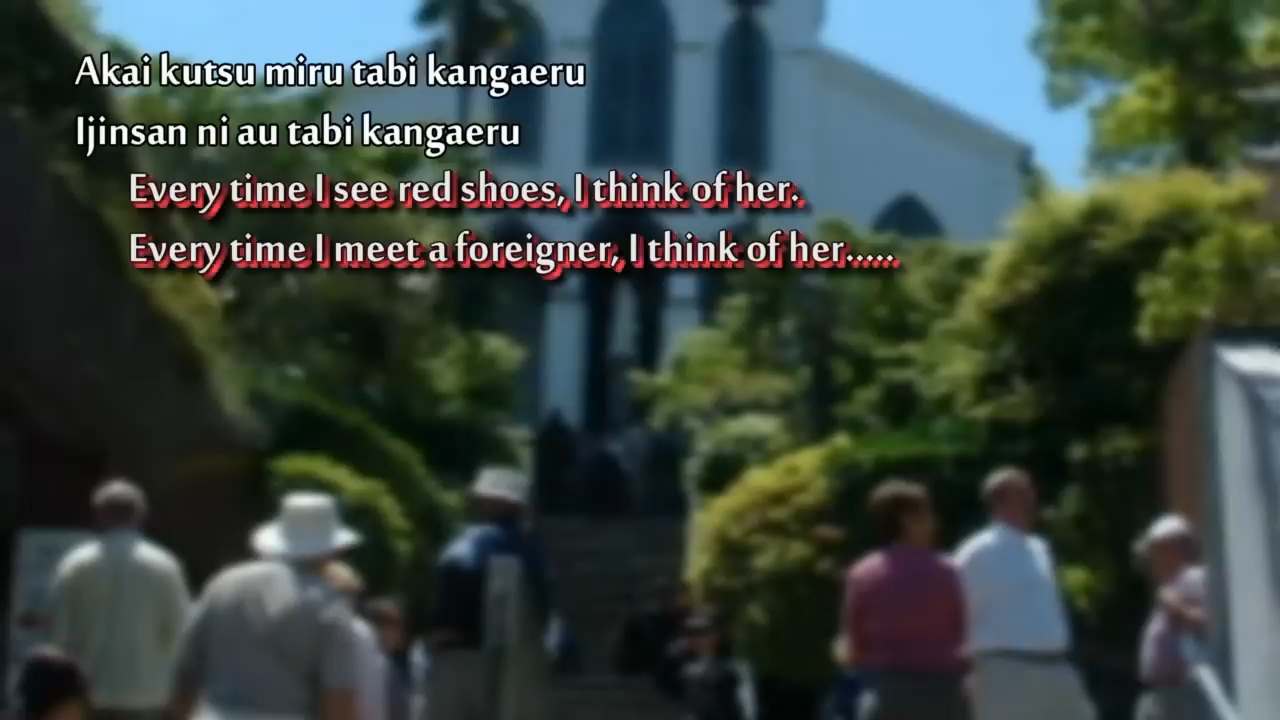 Akai kutsu miru tabi kangaeru
Ijinsan ni au tabi kangaeru
Every time I see red shoes, I think of her.
Every time I meet a foreigner, I think of her.....